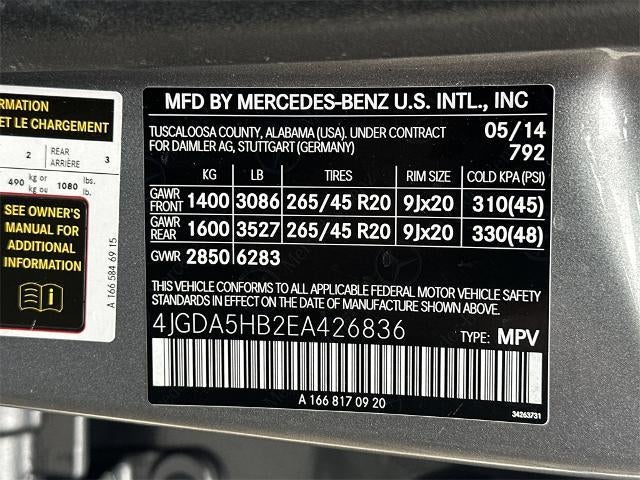 ORMATION
ET LE CHARGEMENT
2 REAR ARRIÈRE 3
490 kg or kg ou 1080 lbs. lb.
SEE OWNER'S
MANUAL FOR
ADDITIONAL
INFORMATION
A 166 584 69 15
MFD BY MERCEDES-BENZ U.S. INTL., INC
TUSCALOOSA COUNTY, ALABAMA (USA). UNDER CONTRACT 05/14
FOR DAIMLER AG, STUTTGART (GERMANY) 792
KG LB TIRES RIM SIZE COLD KPA (PSI)
GAWR FRONT 1400 3086 265/45 R20 9Jx20 310(45)
GAWR REAR 1600 3527 265/45 R20 9Jx20 330(48)
GVWR 2850 6283
THIS VEHICLE CONFORMS TO ALL APPLICABLE FEDERAL MOTOR VEHICLE SAFETY
STANDARDS IN EFFECT ON THE DATE OF MANUFACTURE SHOWN ABOVE.
4JGDA5HB2EA426836 TYPE: MPV
A 166 817 09 20
34263731